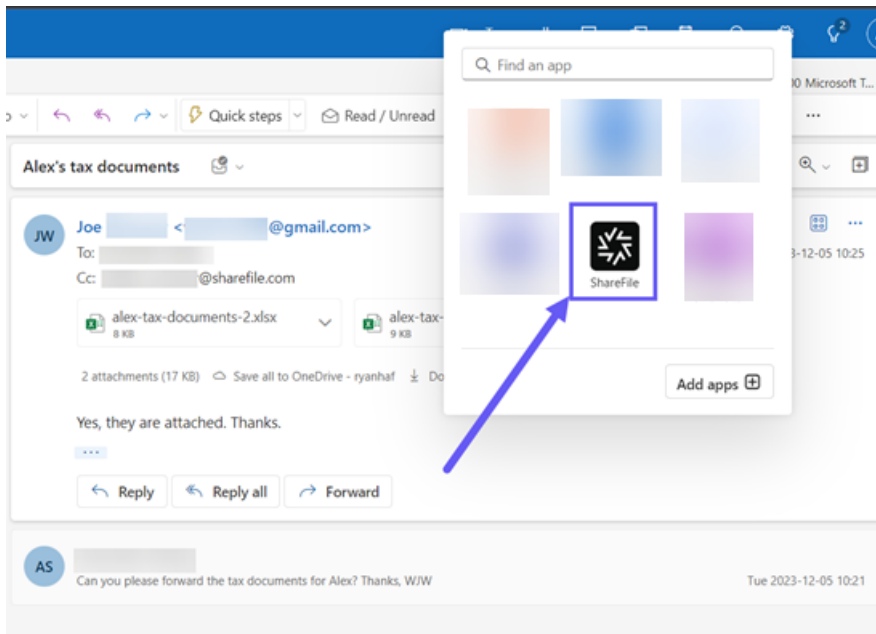 2
Find an app
00 Microsoft T...
Quick steps
Read / Unread
...
Alex's tax documents
JW
Joe < @gmail.com>
To:
Cc: @sharefile.com
3-12-05 10:25
ShareFile
alex-tax-documents-2.xlsx
8 KB
alex-tax-
9 KB
2 attachments (17 KB) Save all to OneDrive - ryanhaf Do
Add apps
Yes, they are attached. Thanks.
...
Reply
Reply all
Forward
AS
Can you please forward the tax documents for Alex? Thanks, WJW
Tue 2023-12-05 10:21